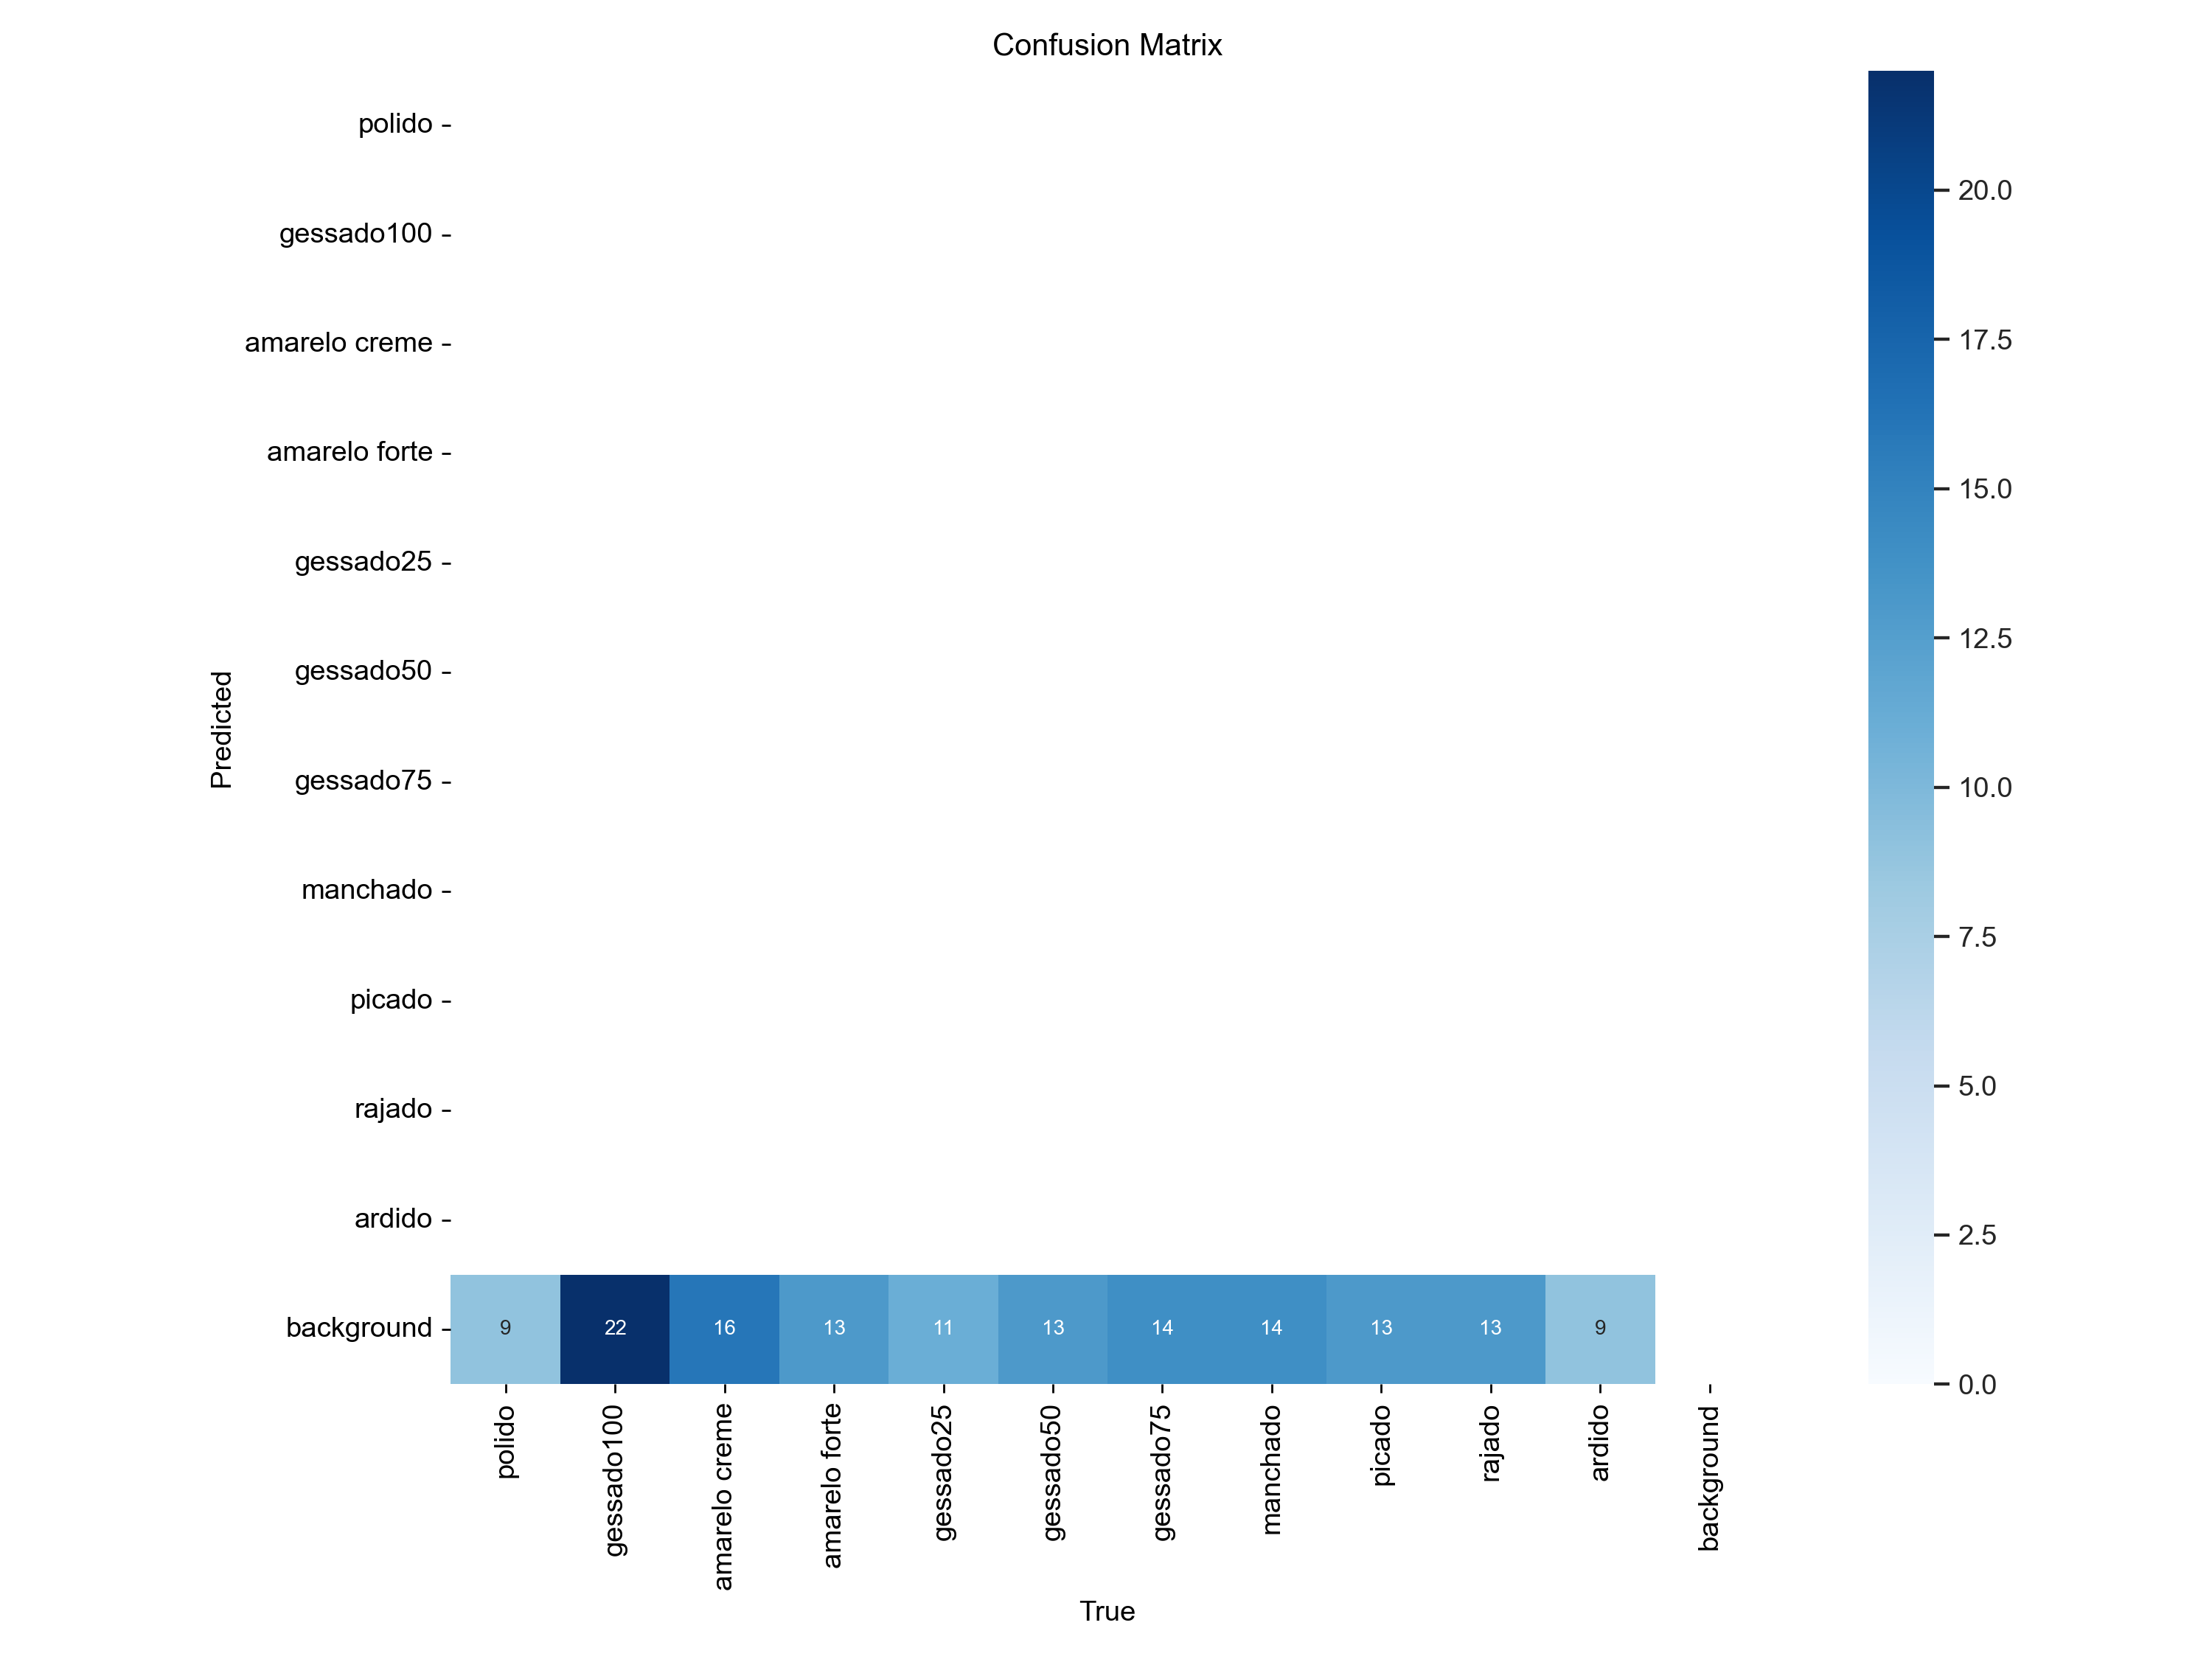 Confusion Matrix
polido
gessado100
amarelo creme
amarelo forte
gessado25
gessado50
gessado75
manchado
picado
rajado
ardido
background
Predicted
9 22 16 13 11 13 14 14 13 13 9
polido
gessado100
amarelo creme
amarelo forte
gessado25
gessado50
gessado75
manchado
picado
rajado
ardido
background
True
20.0
17.5
15.0
12.5
10.0
7.5
5.0
2.5
0.0